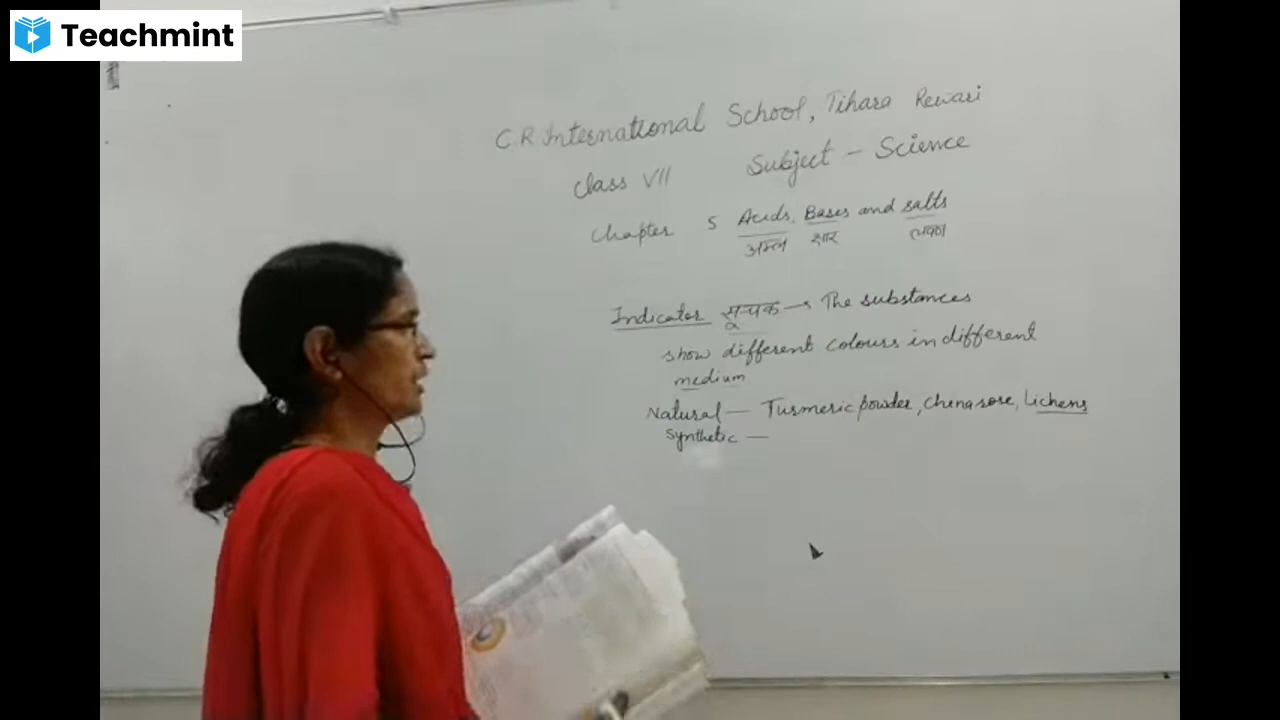 Teachmint
C.R. International School, Tihara Rewari
Class VII Subject - Science
Chapter 5 Acids, Bases and salts
अम्ल क्षार लवण
Indicator सूचक → The substances
show different colours in different
medium
Natural — Turmeric powder, China rose, Lichens
Synthetic —